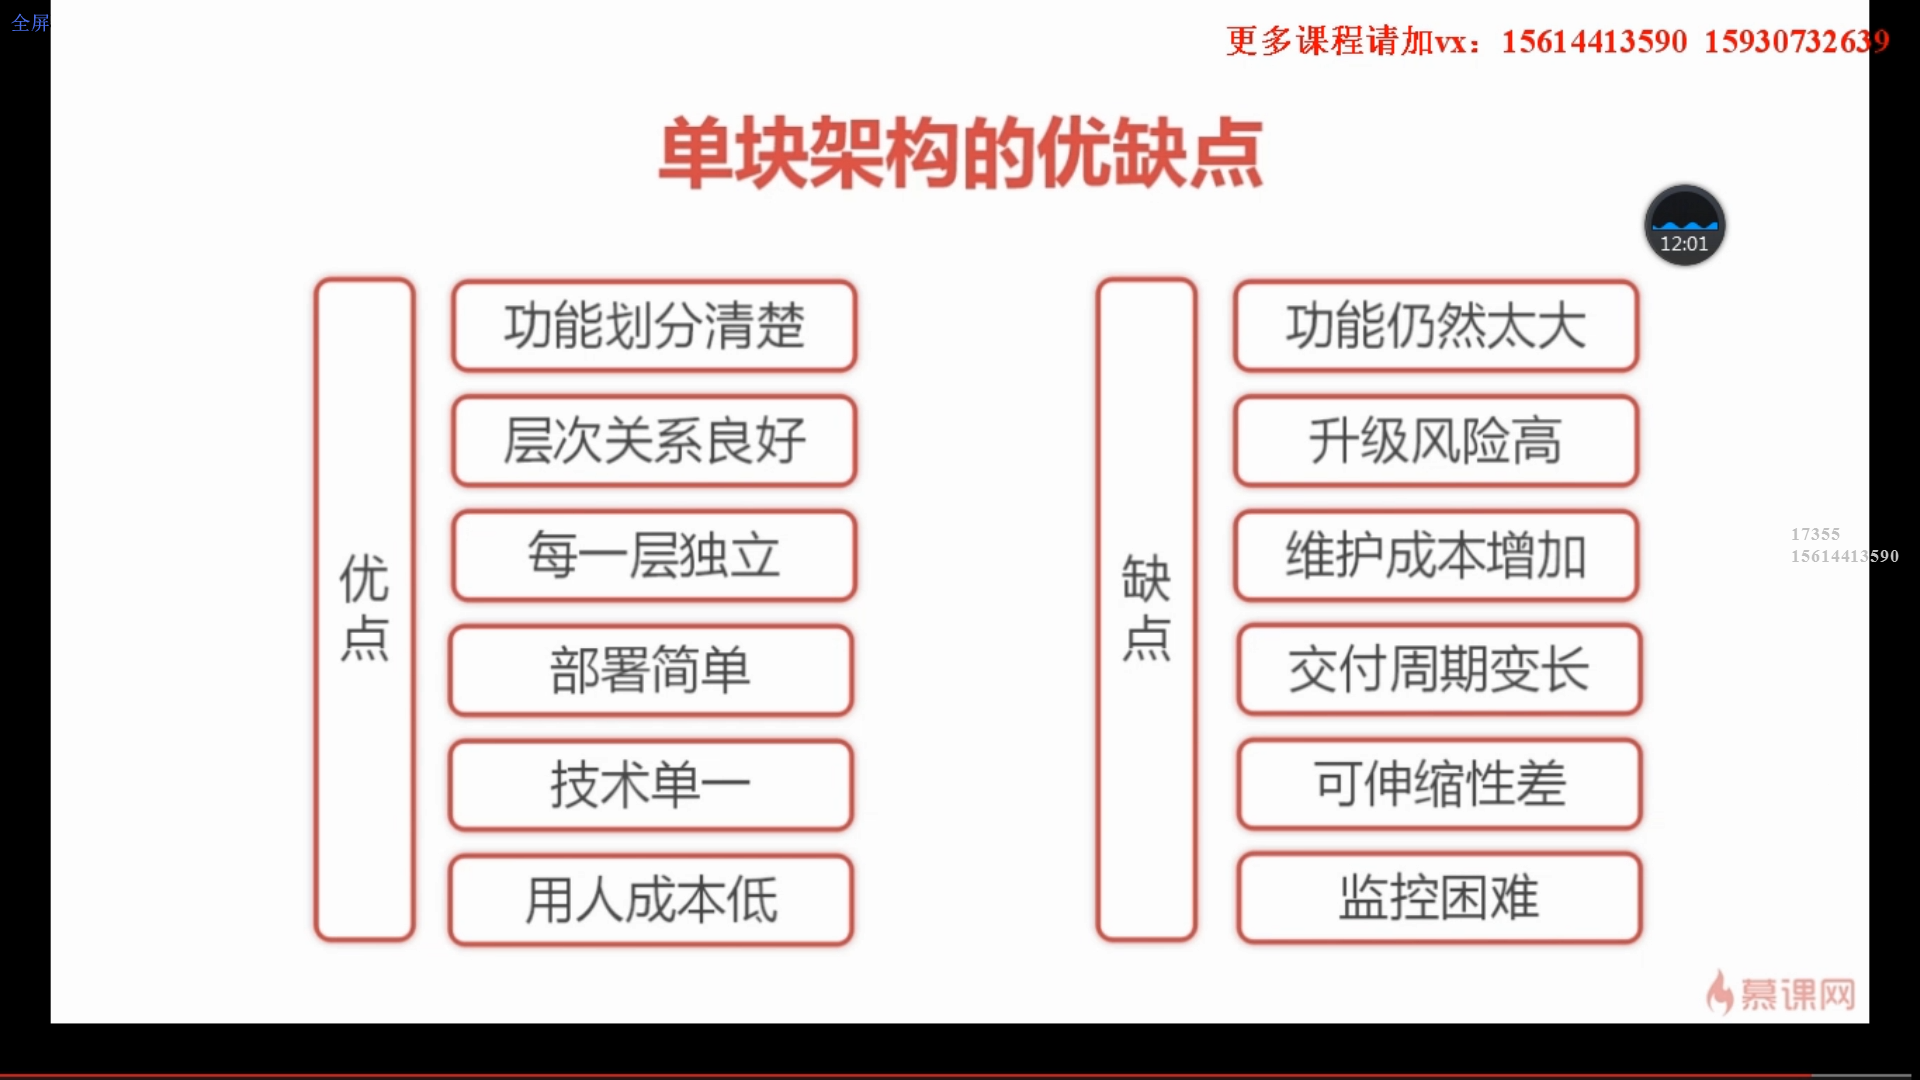 全屏
更多课程请加vx：15614413590 15930732639
单块架构的优缺点
12:01
优点
功能划分清楚
层次关系良好
每一层独立
部署简单
技术单一
用人成本低
缺点
功能仍然太大
升级风险高
维护成本增加
交付周期变长
可伸缩性差
监控困难
17355
15614413590
慕课网